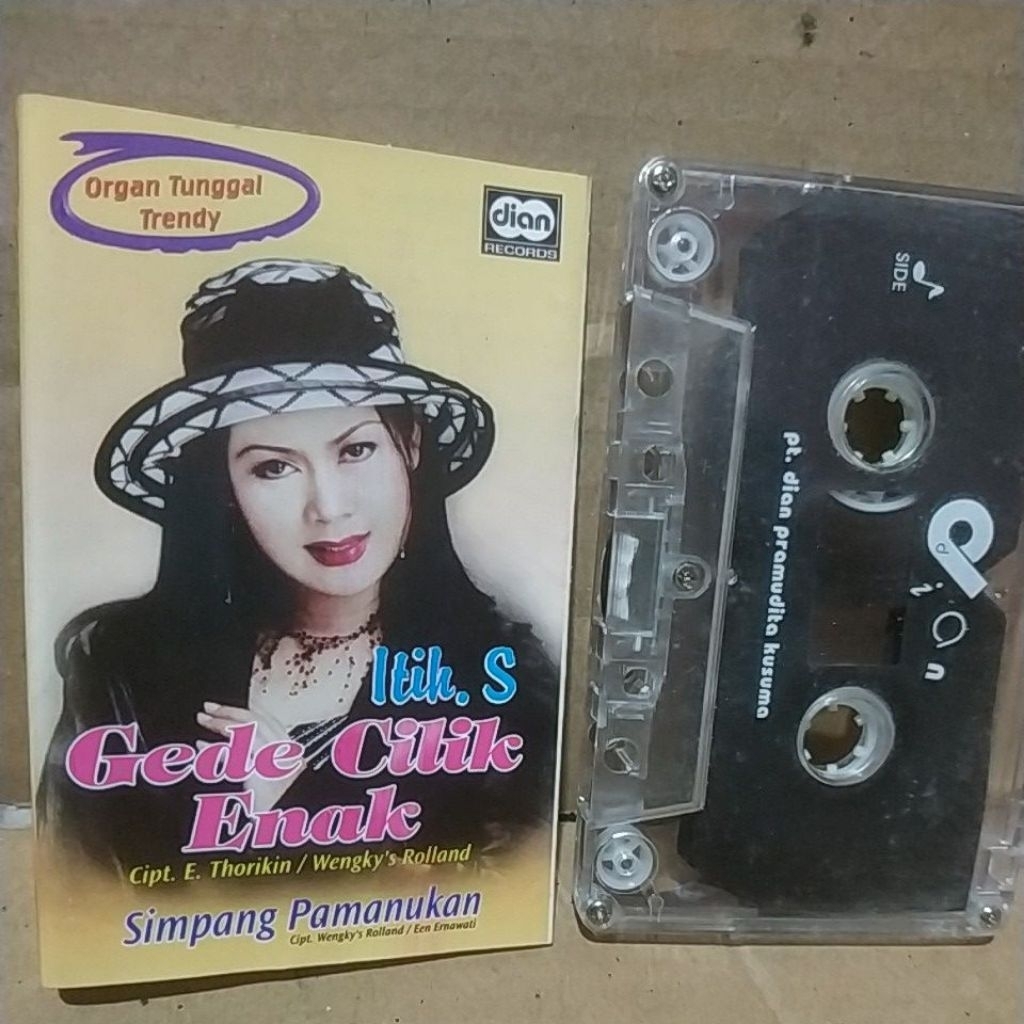 Organ Tunggal
Trendy
dian
RECORDS
Itih. S
Gede Cilik
Enak
Cipt. E. Thorikin / Wengky's Rolland
Simpang Pamanukan
Cipt. Wengky's Rolland / Een Ernawati
SIDE
pt. dian pramudita kusuma
d
dian